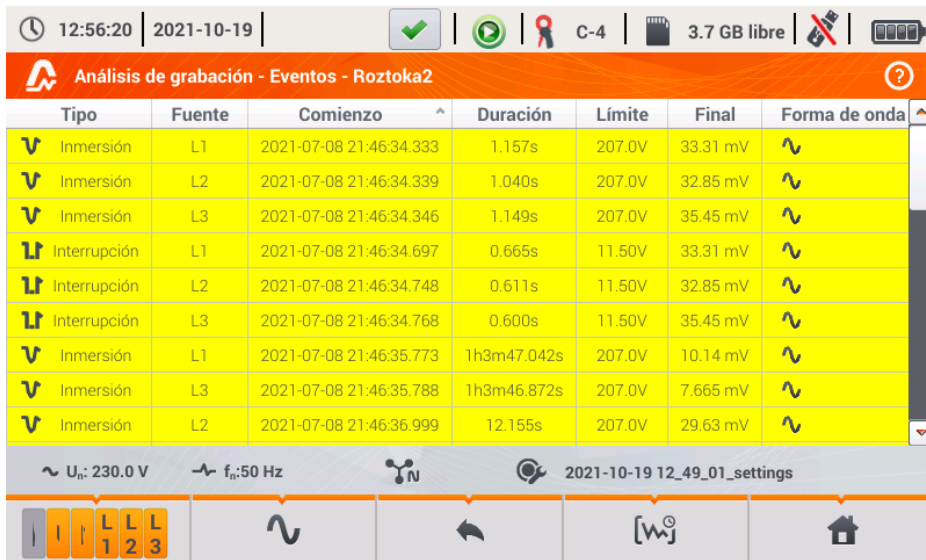 12:56:20 2021-10-19 C-4 3.7 GB libre
Análisis de grabación - Eventos - Roztoka2 ?
Tipo Fuente Comienzo Duración Límite Final Forma de onda
Inmersión L1 2021-07-08 21:46:34.333 1.157s 207.0V 33.31 mV
Inmersión L2 2021-07-08 21:46:34.339 1.040s 207.0V 32.85 mV
Inmersión L3 2021-07-08 21:46:34.346 1.149s 207.0V 35.45 mV
Interrupción L1 2021-07-08 21:46:34.697 0.665s 11.50V 33.31 mV
Interrupción L2 2021-07-08 21:46:34.748 0.611s 11.50V 32.85 mV
Interrupción L3 2021-07-08 21:46:34.768 0.600s 11.50V 35.45 mV
Inmersión L1 2021-07-08 21:46:35.773 1h3m47.042s 207.0V 10.14 mV
Inmersión L3 2021-07-08 21:46:35.788 1h3m46.872s 207.0V 7.665 mV
Inmersión L2 2021-07-08 21:46:36.999 12.155s 207.0V 29.63 mV
Un: 230.0 V fn:50 Hz N 2021-10-19 12_49_01_settings
L L L
1 2 3